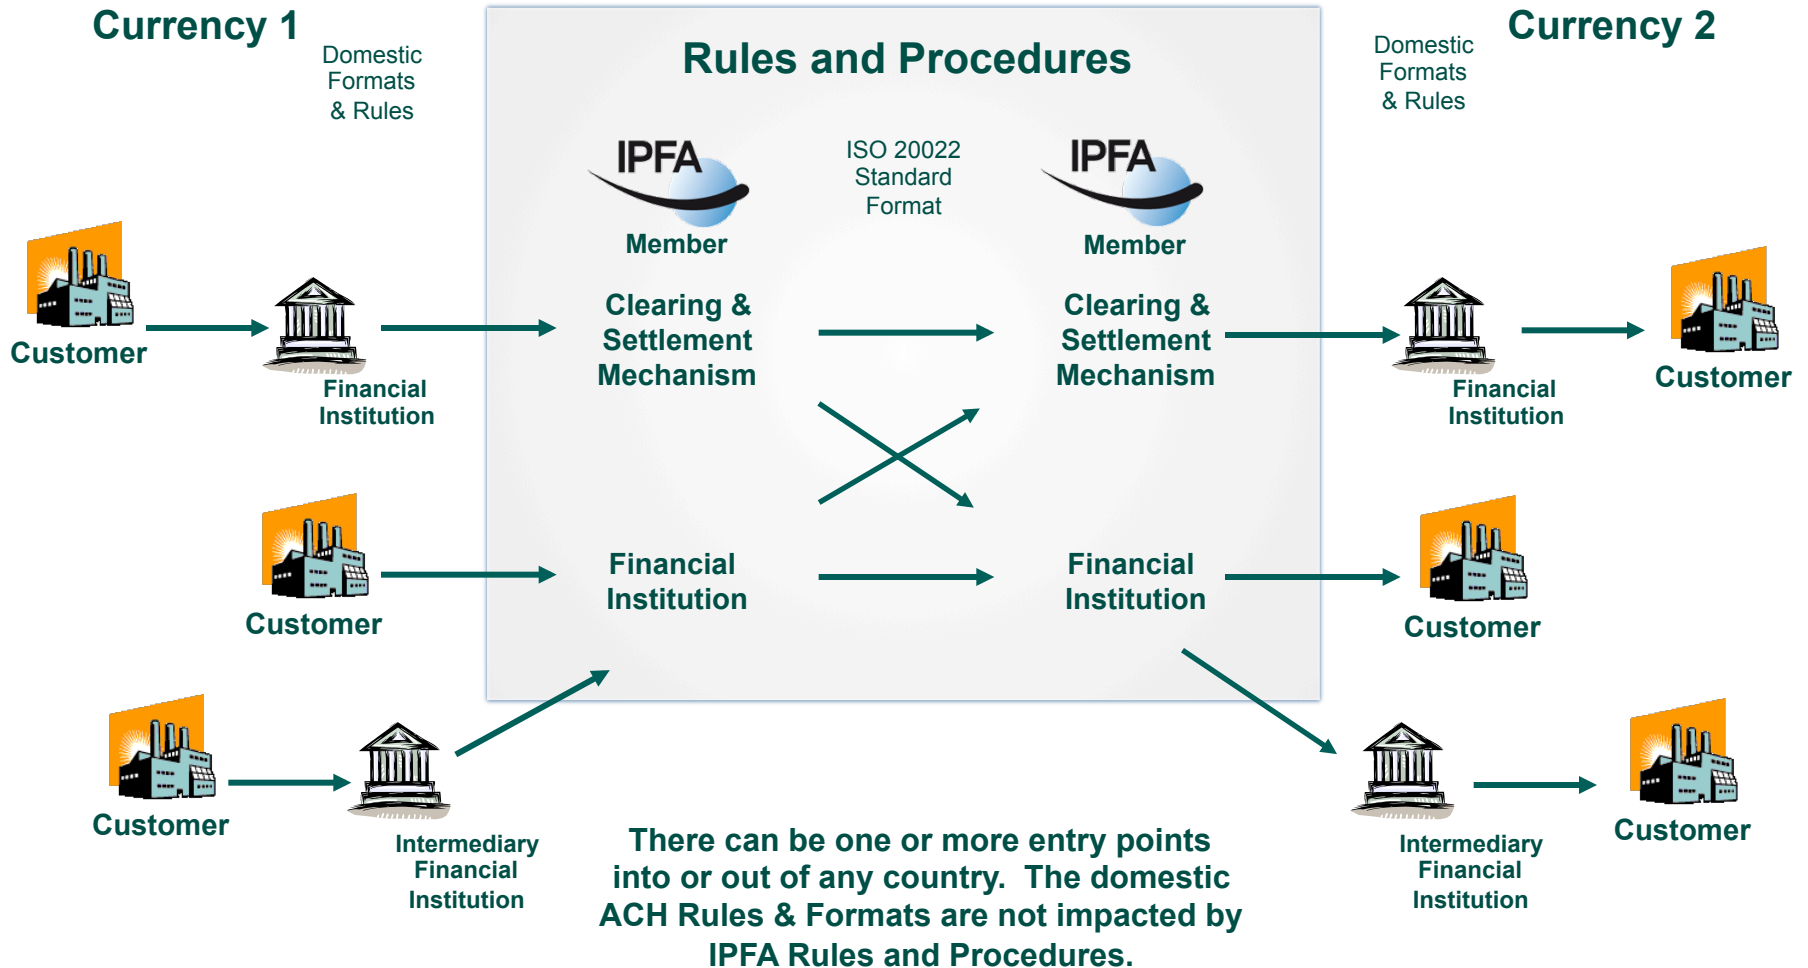 Currency 1
Domestic
Formats
& Rules
Rules and Procedures
Domestic
Formats
& Rules
Currency 2
IPFA
Member
ISO 20022
Standard
Format
IPFA
Member
Customer
Financial
Institution
Clearing &
Settlement
Mechanism
Clearing &
Settlement
Mechanism
Financial
Institution
Customer
Customer
Financial
Institution
Financial
Institution
Customer
Customer
Intermediary
Financial
Institution
There can be one or more entry points
into or out of any country. The domestic
ACH Rules & Formats are not impacted by
IPFA Rules and Procedures.
Intermediary
Financial
Institution
Customer